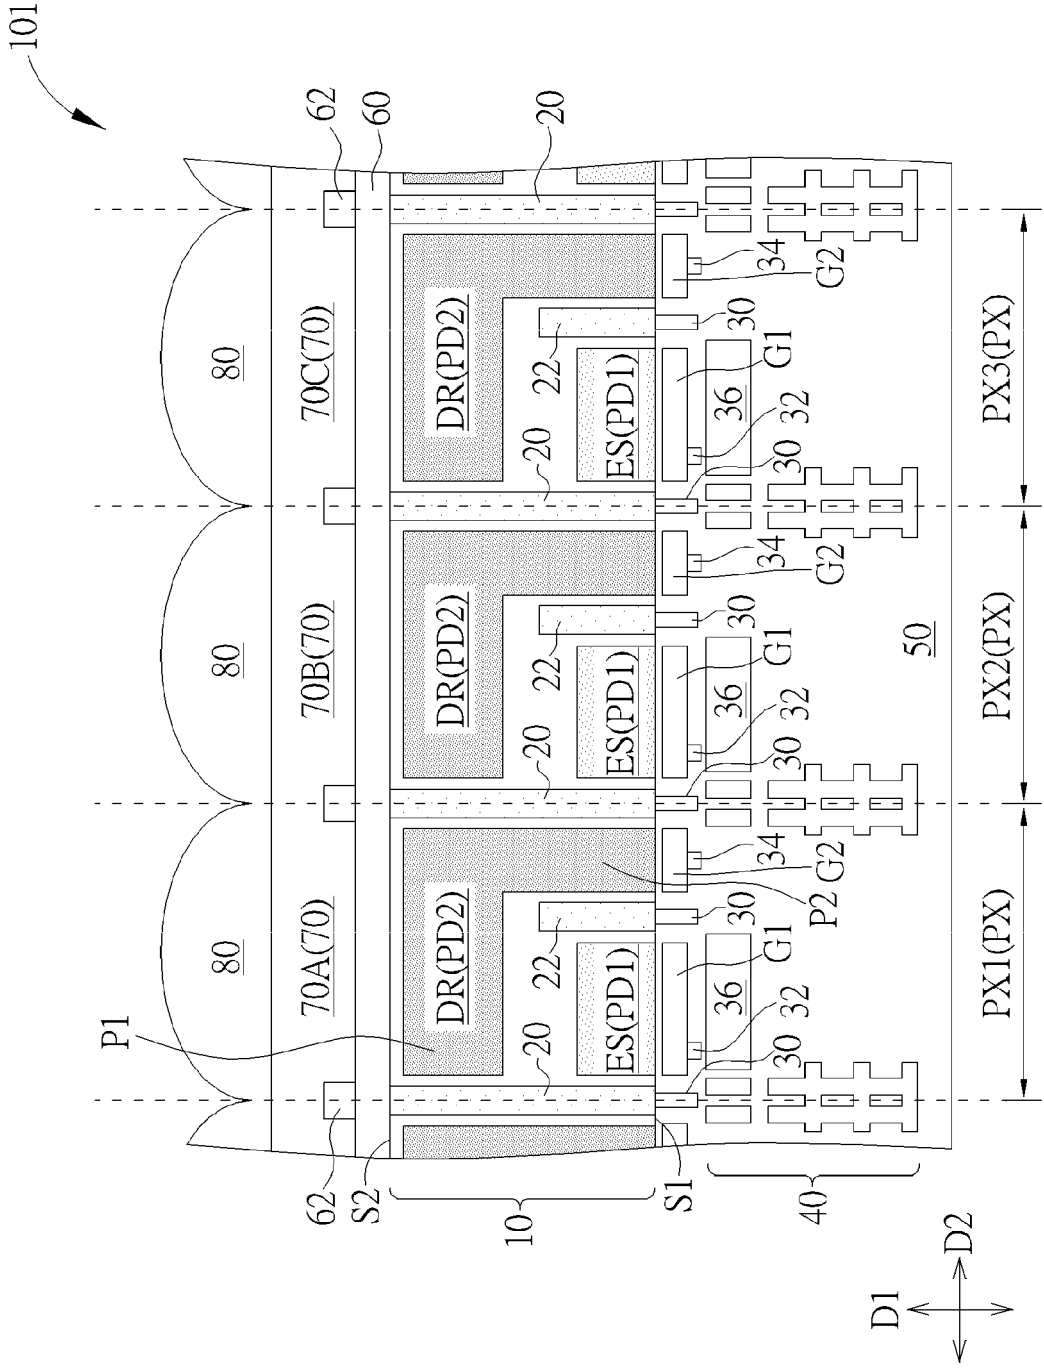 101
80 80 80
62 62
70A(70) 70B(70) 70C(70)
60
P1
S2
DR(PD2) DR(PD2) DR(PD2)
10
20 20 20 20
22 22 22
ES(PD1) ES(PD1) ES(PD1)
S1
30 30 30 30 30 30
32 32 32
34 34 34
36 36 36
G1 G1 G1
G2 G2 G2
P2
40
50
PX1(PX) PX2(PX) PX3(PX)
D1
D2